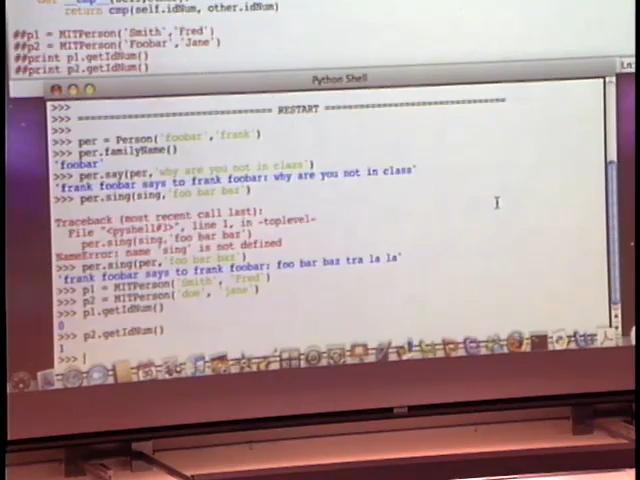 return cmp(self.idNum, other.idNum)
##p1 = MITPerson('Smith','Fred')
##p2 = MITPerson('Foobar','Jane')
##print p1.getIdNum()
##print p2.getIdNum()
Ln:
Python Shell
>>>
>>> ================================ RESTART ================================
>>>
>>> per = Person('foobar','frank')
>>> per.familyName()
'foobar'
>>> per.say(per,'why are you not in class')
'frank foobar says to frank foobar: why are you not in class'
>>> per.sing(sing,'foo bar baz')
Traceback (most recent call last):
File "<pyshell#3>", line 1, in -toplevel-
per.sing(sing,'foo bar baz')
NameError: name 'sing' is not defined
>>> per.sing(per,'foo bar baz')
'frank foobar says to frank foobar: foo bar baz tra la la'
>>> p1 = MITPerson('Smith', 'Fred')
>>> p2 = MITPerson('doe', 'jane')
>>> p1.getIdNum()
0
>>> p2.getIdNum()
1
>>>